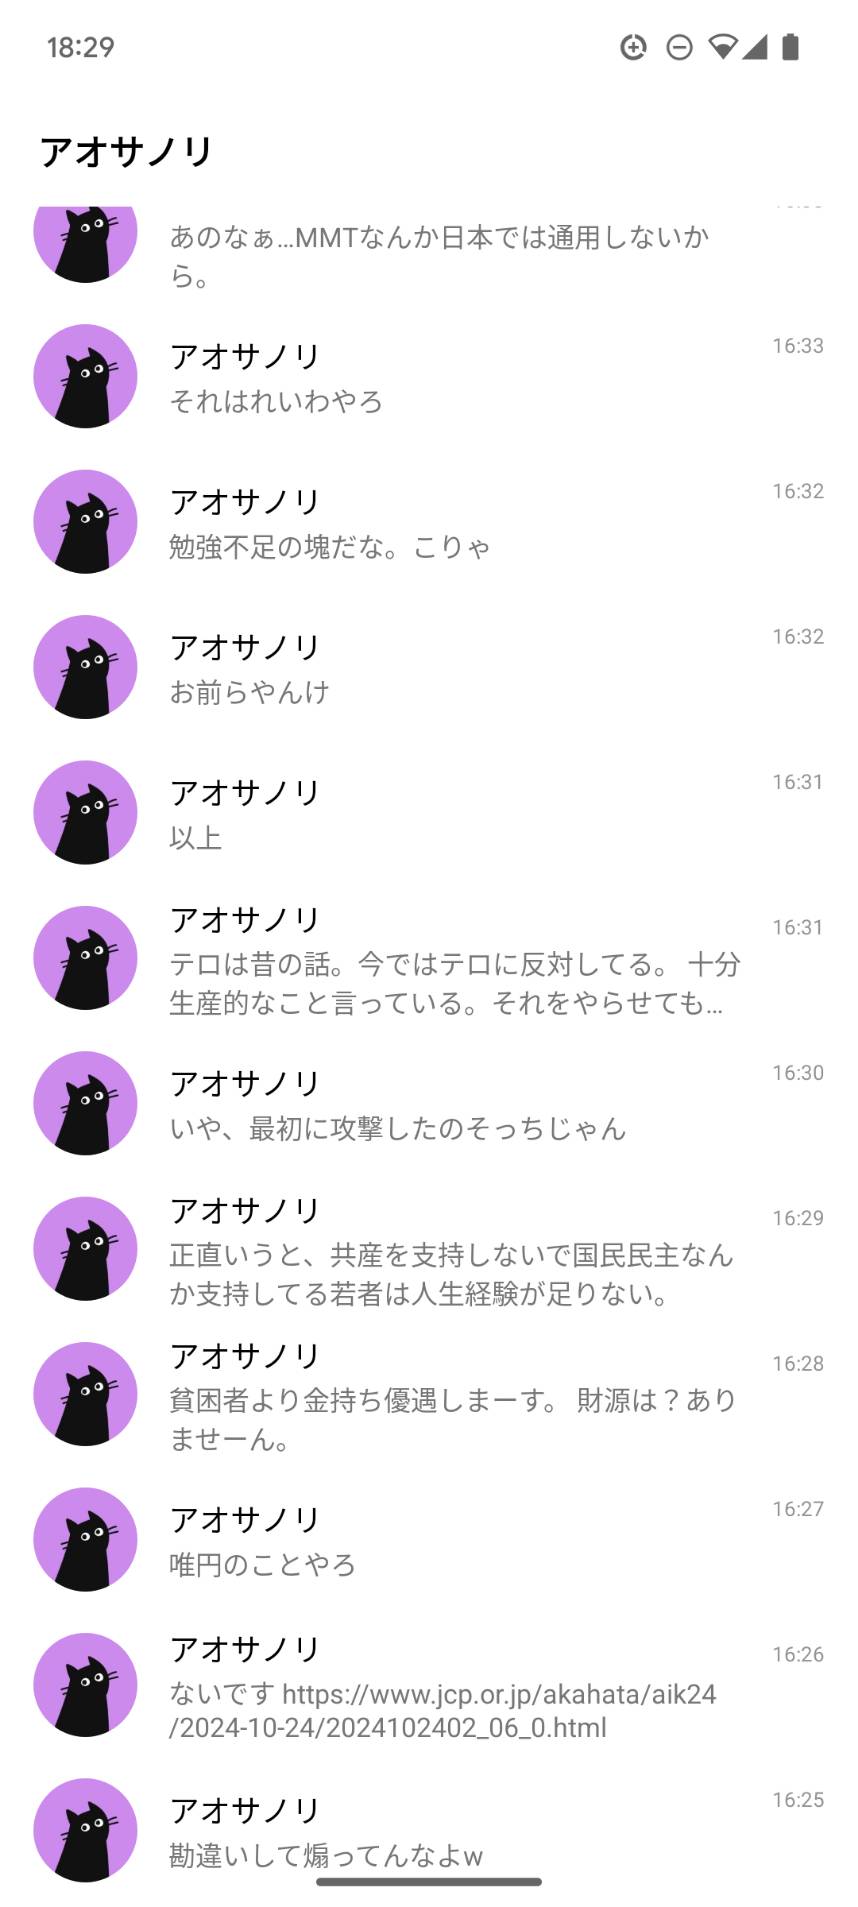 18:29
アオサノリ
あのなぁ…MMTなんか日本では通用しないか
ら。
アオサノリ
16:33
それはれいわやろ
アオサノリ
16:32
勉強不足の塊だな。こりゃ
アオサノリ
16:32
お前らやんけ
アオサノリ
16:31
以上
アオサノリ
16:31
テロは昔の話。今ではテロに反対してる。 十分
生産的なこと言っている。それをやらせても…
アオサノリ
16:30
いや、最初に攻撃したのそっちじゃん
アオサノリ
16:29
正直いうと、共産を支持しないで国民民主なん
か支持してる若者は人生経験が足りない。
アオサノリ
16:28
貧困者より金持ち優遇しまーす。 財源は？あり
ませーん。
アオサノリ
16:27
唯円のことやろ
アオサノリ
16:26
ないです https://www.jcp.or.jp/akahata/aik24
/2024-10-24/2024102402_06_0.html
アオサノリ
16:25
勘違いして煽ってんなよw